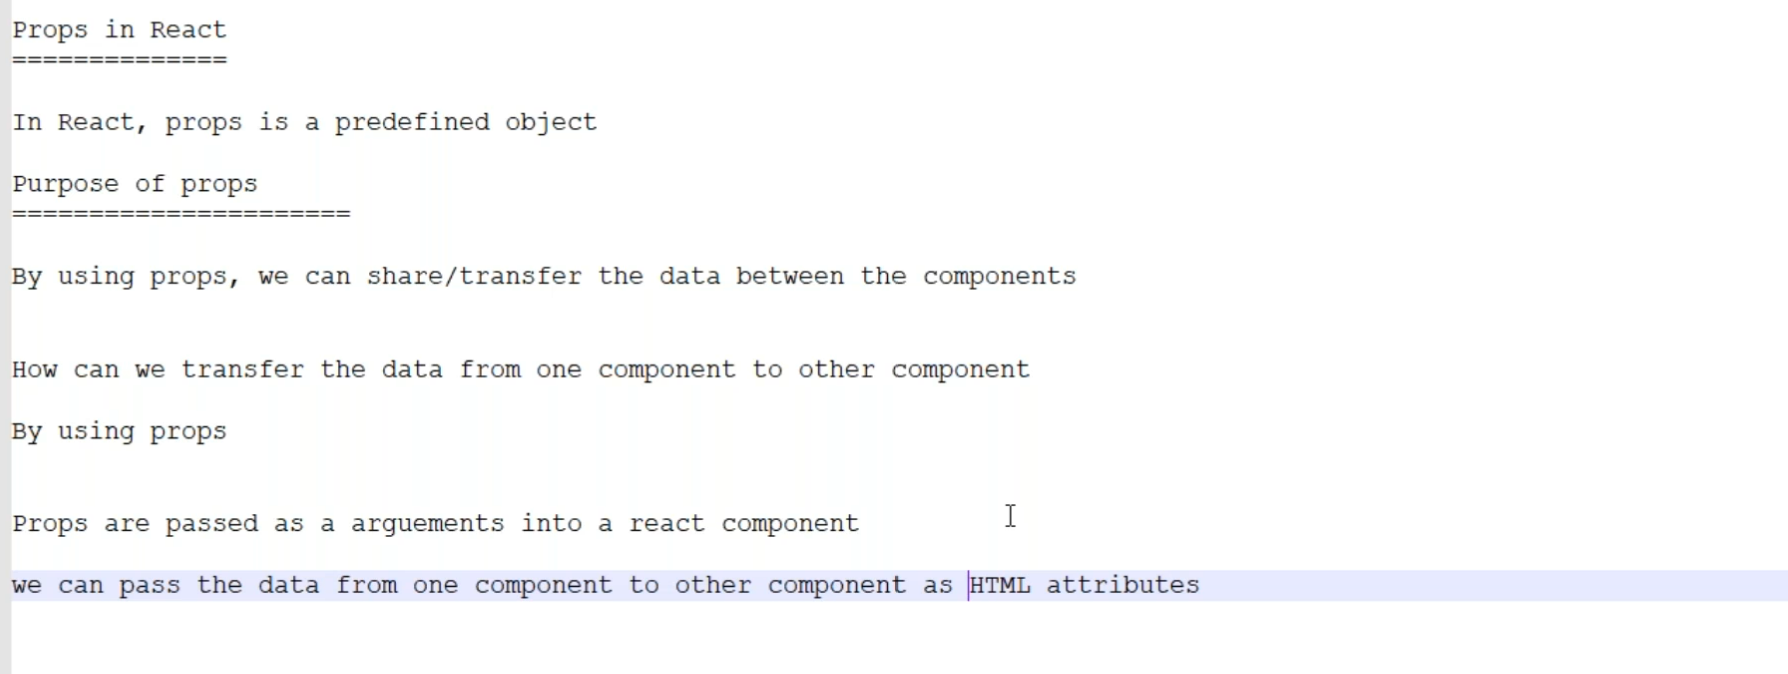 Props in React
==============
In React, props is a predefined object
Purpose of props
======================
By using props, we can share/transfer the data between the components
How can we transfer the data from one component to other component
By using props
Props are passed as a arguements into a react component
we can pass the data from one component to other component as HTML attributes